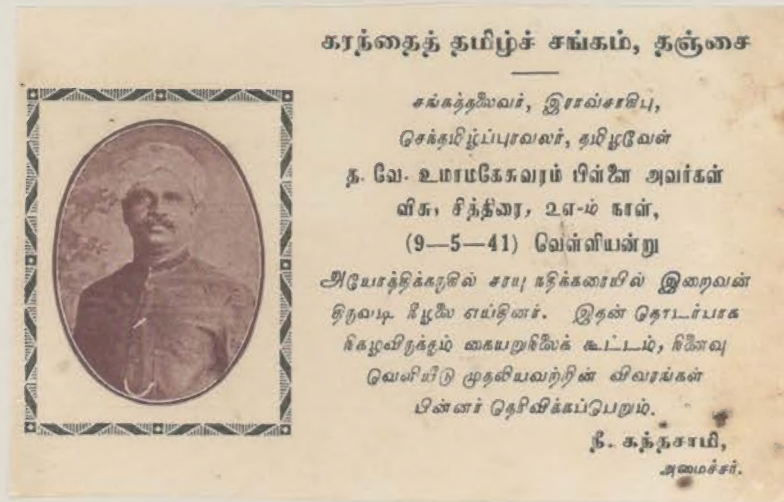 கரந்தைத் தமிழ்ச் சங்கம், தஞ்சை
சங்கத்தலைவர், இராவ்சாகிபு,
செந்தமிழ்ப்புரவலர், தமிழவேள்
த. வே. உமாமகேசுவரம் பிள்ளை அவர்கள்
விசு, சித்திரை, ௨௭-ம் நாள்,
(9—5—41) வெள்ளியன்று
அயோத்திக்கருகில் சரயு நதிக்கரையில் இறைவன்
திருவடி நீழலை எய்தினர். இதன் தொடர்பாக
நிகழவிருக்கும் கையறுநிலைக் கூட்டம், நினைவு
வெளியீடு முதலியவற்றின் விவரங்கள்
பின்னர் தெரிவிக்கப்பெறும்.
நீ. கந்தசாமி,
அமைச்சர்.